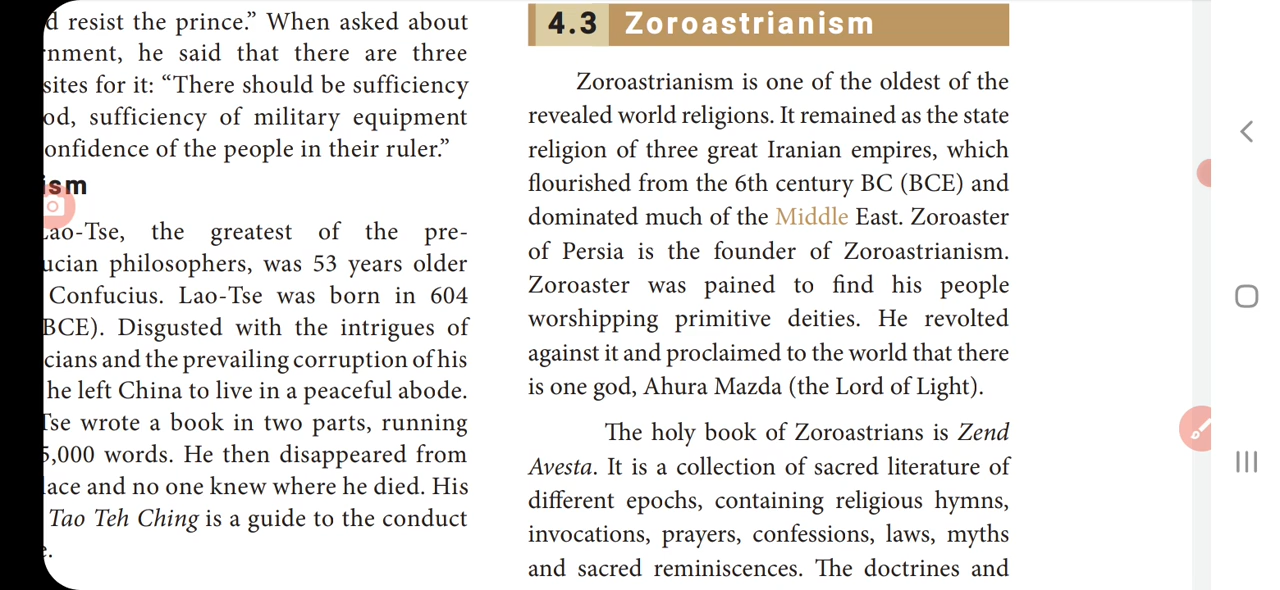 d resist the prince.” When asked about
rnment, he said that there are three
sites for it: “There should be sufficiency
od, sufficiency of military equipment
onfidence of the people in their ruler.”
ism
Lao-Tse, the greatest of the pre-
ucian philosophers, was 53 years older
Confucius. Lao-Tse was born in 604
BCE). Disgusted with the intrigues of
cians and the prevailing corruption of his
he left China to live in a peaceful abode.
Tse wrote a book in two parts, running
5,000 words. He then disappeared from
lace and no one knew where he died. His
Tao Teh Ching is a guide to the conduct
e.
4.3 Zoroastrianism
Zoroastrianism is one of the oldest of the
revealed world religions. It remained as the state
religion of three great Iranian empires, which
flourished from the 6th century BC (BCE) and
dominated much of the Middle East. Zoroaster
of Persia is the founder of Zoroastrianism.
Zoroaster was pained to find his people
worshipping primitive deities. He revolted
against it and proclaimed to the world that there
is one god, Ahura Mazda (the Lord of Light).
The holy book of Zoroastrians is Zend
Avesta. It is a collection of sacred literature of
different epochs, containing religious hymns,
invocations, prayers, confessions, laws, myths
and sacred reminiscences. The doctrines and